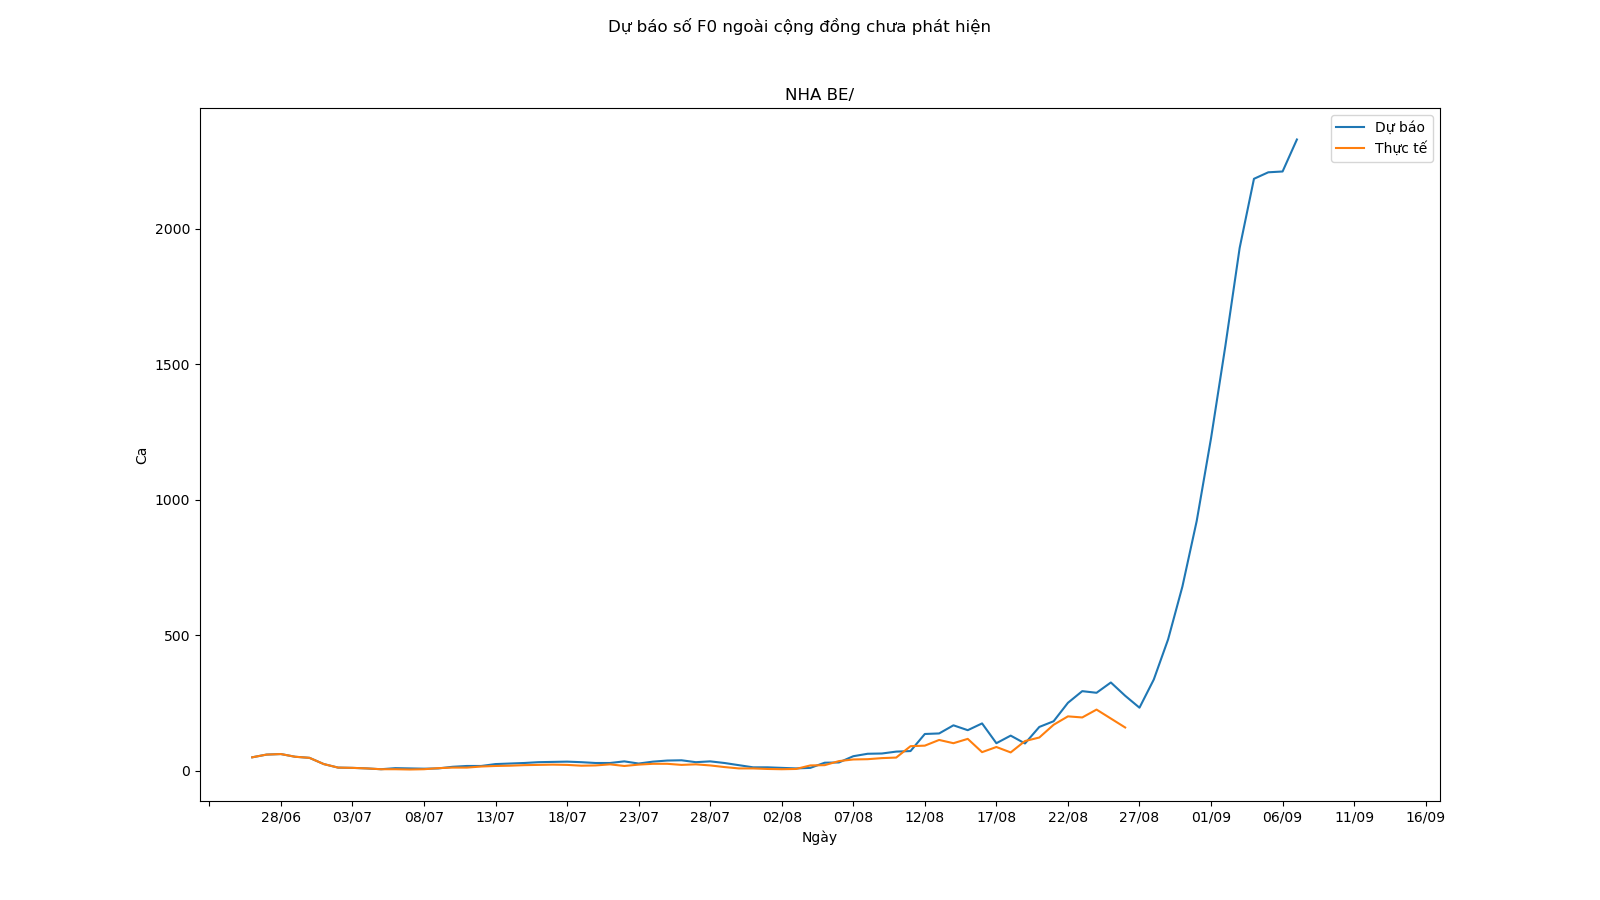 Dự báo số F0 ngoài cộng đồng chưa phát hiện
NHA BE/
Dự báo
Thực tế
2000
1500
1000
500
0
Ca
28/06 03/07 08/07 13/07 18/07 23/07 28/07 02/08 07/08 12/08 17/08 22/08 27/08 01/09 06/09 11/09 16/09
Ngày